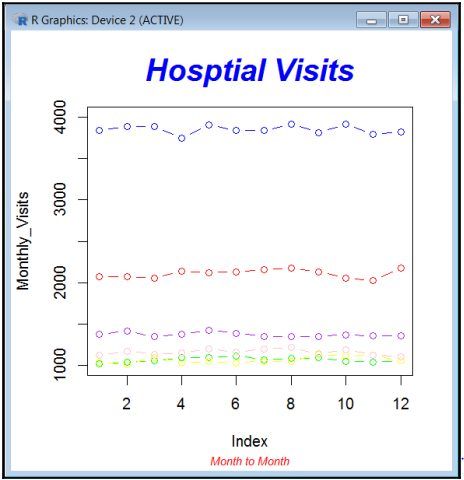 R Graphics: Device 2 (ACTIVE)
Hosptial Visits
4000
3000
2000
1000
Monthly_Visits
2 4 6 8 10 12
Index
Month to Month